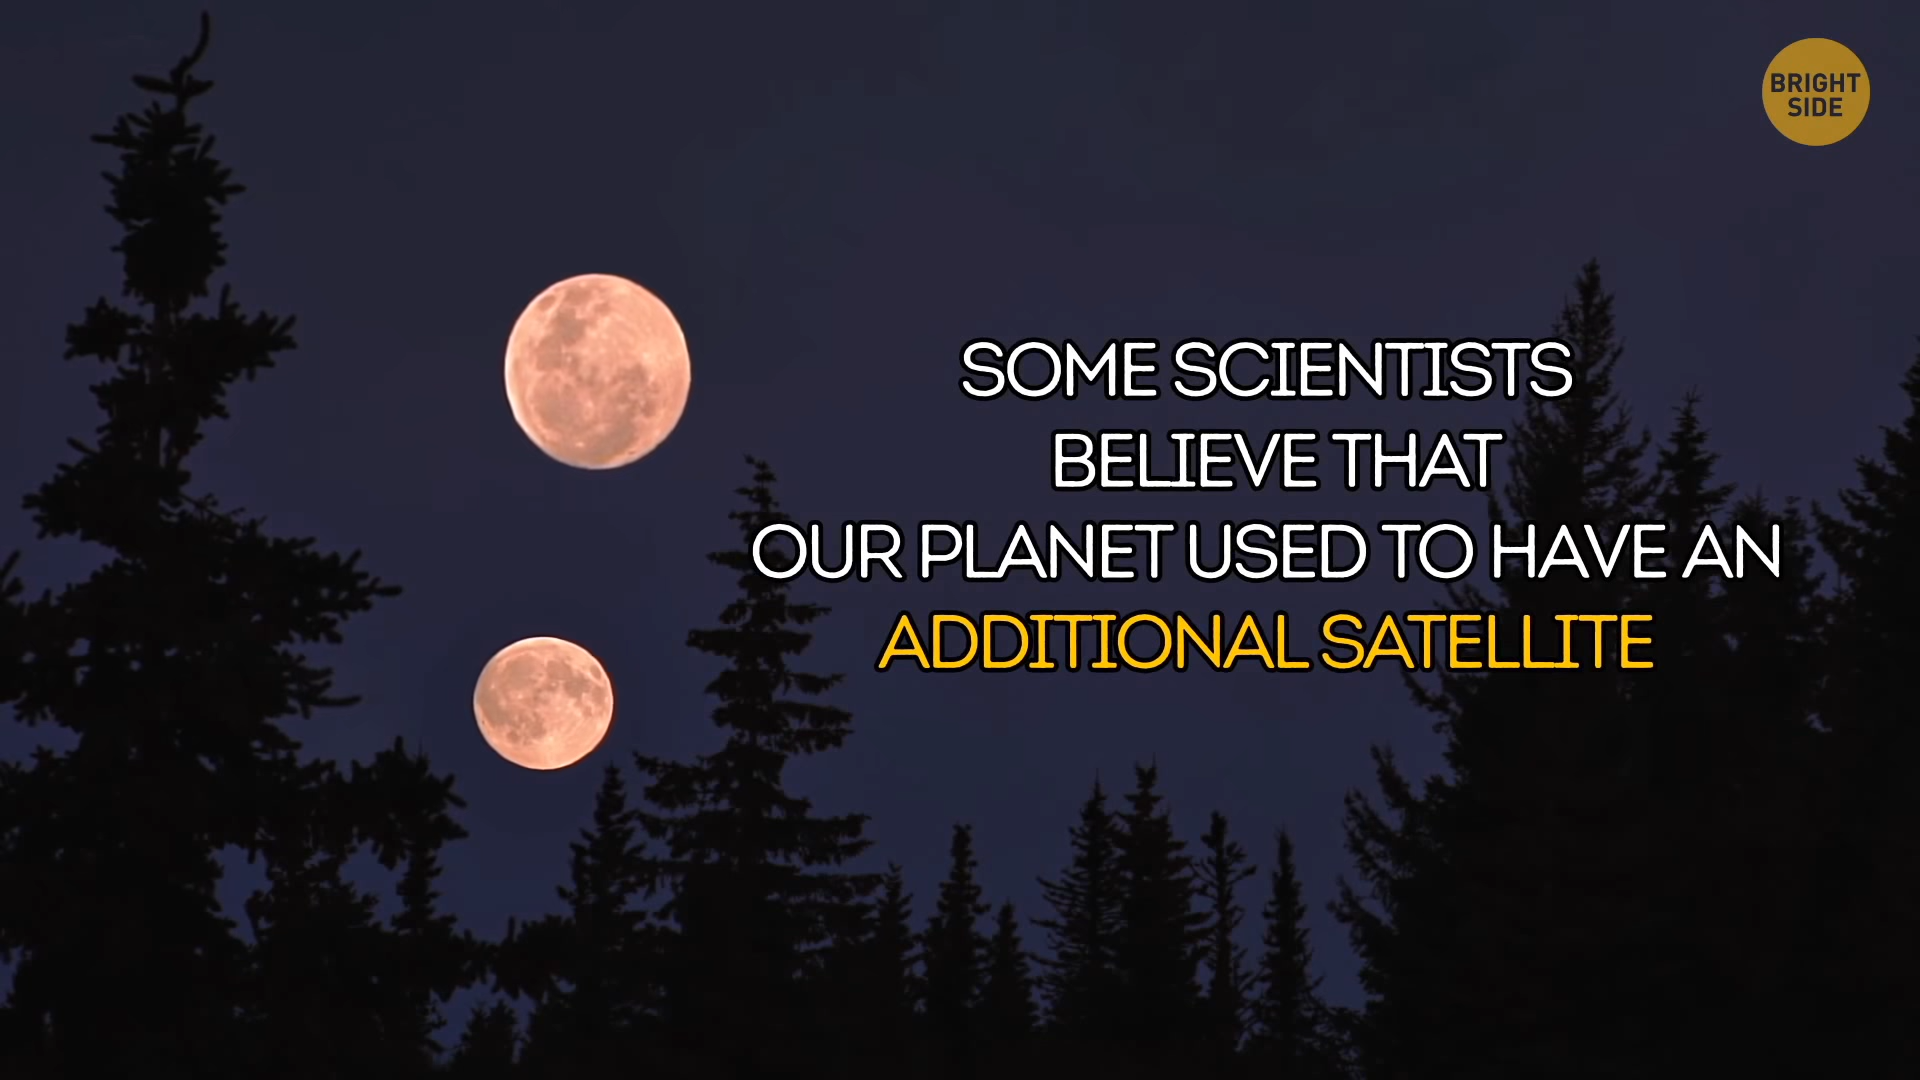 BRIGHT
SIDE
SOME SCIENTISTS
BELIEVE THAT
OUR PLANET USED TO HAVE AN
ADDITIONAL SATELLITE